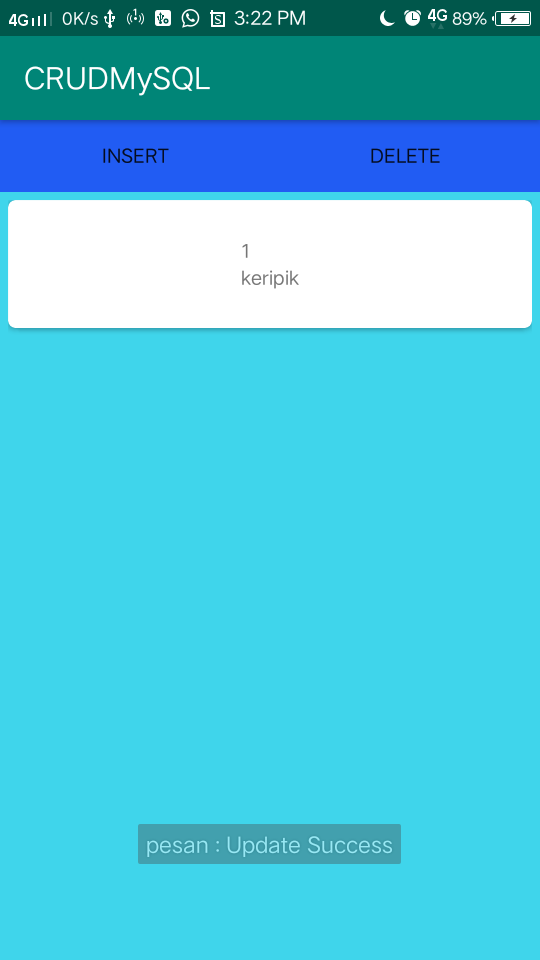 4G 0K/s 3:22 PM 4G 89%
CRUDMySQL
INSERT DELETE
1
keripik
pesan : Update Success